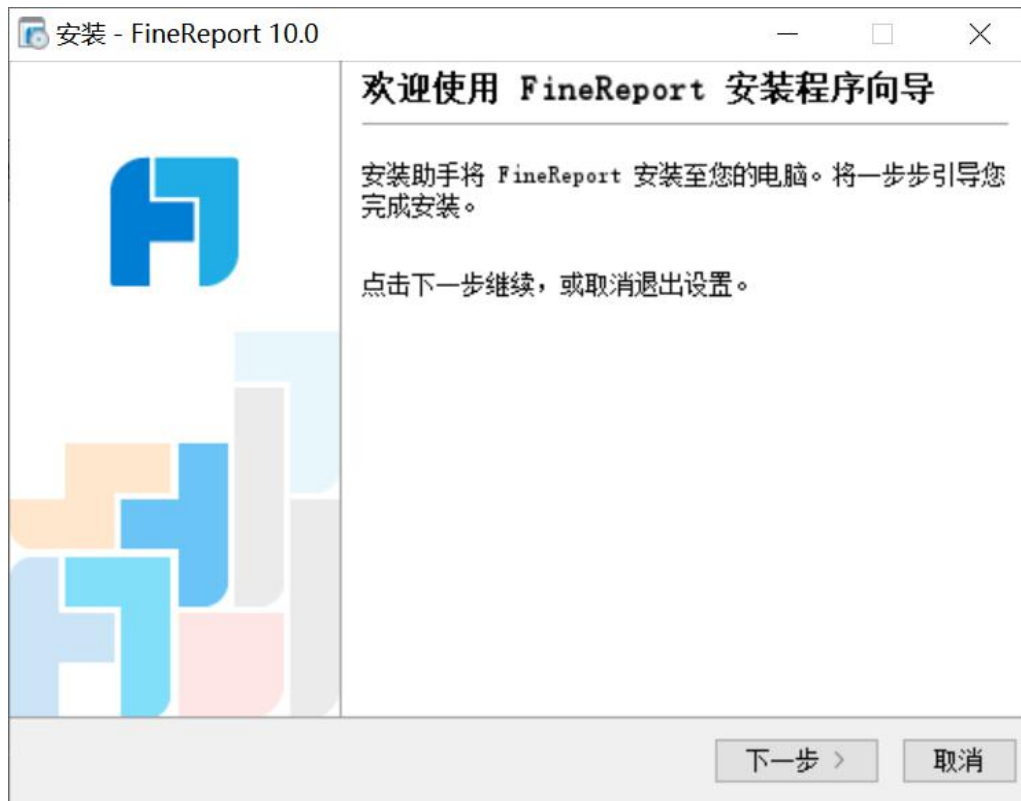 安装 - FineReport 10.0
欢迎使用 FineReport 安装程序向导
安装助手将 FineReport 安装至您的电脑。将一步步引导您
完成安装。
点击下一步继续，或取消退出设置。
下一步 >
取消